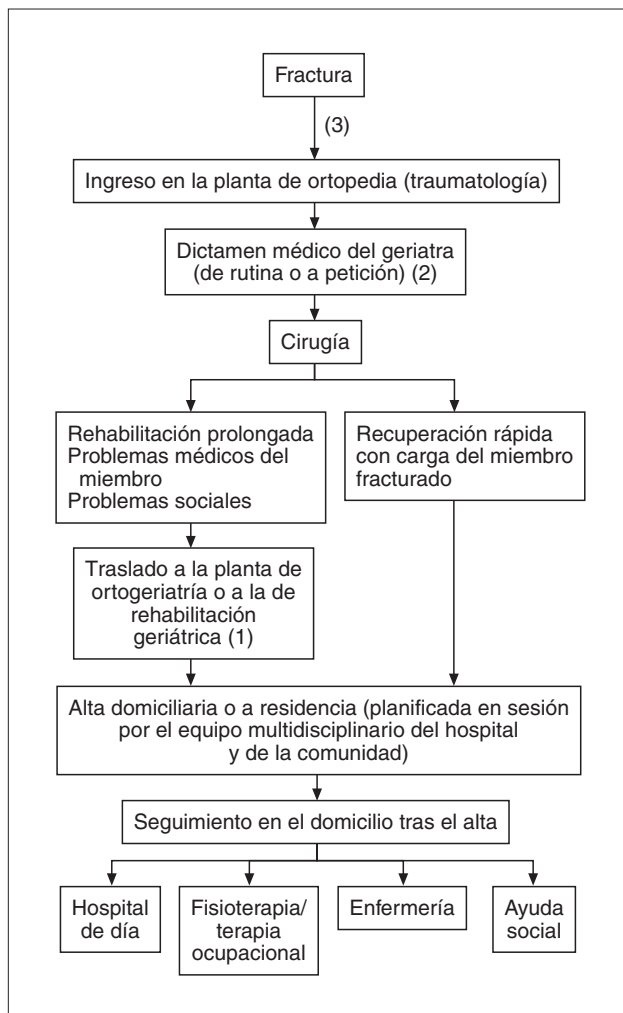 Fractura
(3)
Ingreso en la planta de ortopedia (traumatología)
Dictamen médico del geriatra
(de rutina o a petición) (2)
Cirugía
Rehabilitación prolongada
Problemas médicos del
miembro
Problemas sociales
Recuperación rápida
con carga del miembro
fracturado
Traslado a la planta de
ortogeriatría o a la de
rehabilitación
geriátrica (1)
Alta domiciliaria o a residencia (planificada en sesión
por el equipo multidisciplinario del hospital
y de la comunidad)
Seguimiento en el domicilio tras el alta
Hospital
de día
Fisioterapia/
terapia
ocupacional
Enfermería
Ayuda
social